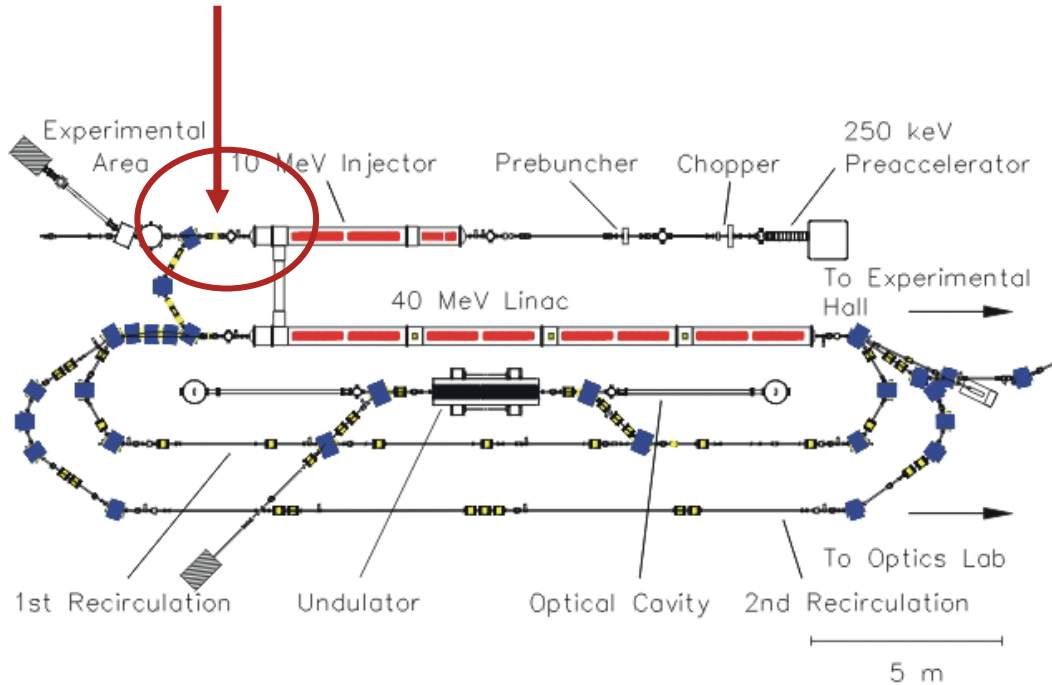 Experimental
Area
10 MeV Injector
Prebuncher
Chopper
250 keV
Preaccelerator
To Experimental
Hall
40 MeV Linac
1st Recirculation
Undulator
Optical Cavity
2nd Recirculation
To Optics Lab
5 m